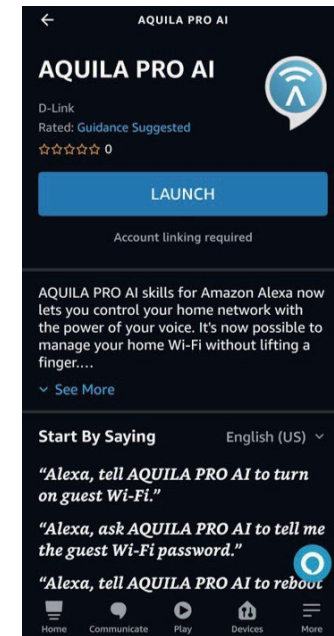 AQUILA PRO AI
AQUILA PRO AI
D-Link
Rated: Guidance Suggested
0
LAUNCH
Account linking required
AQUILA PRO AI skills for Amazon Alexa now
lets you control your home network with
the power of your voice. It's now possible to
manage your home Wi-Fi without lifting a
finger....
See More
Start By Saying
English (US)
“Alexa, tell AQUILA PRO AI to turn
on guest Wi-Fi.”
“Alexa, ask AQUILA PRO AI to tell me
the guest Wi-Fi password.”
“Alexa, tell AQUILA PRO AI to reboot
Home Communicate Play Devices More